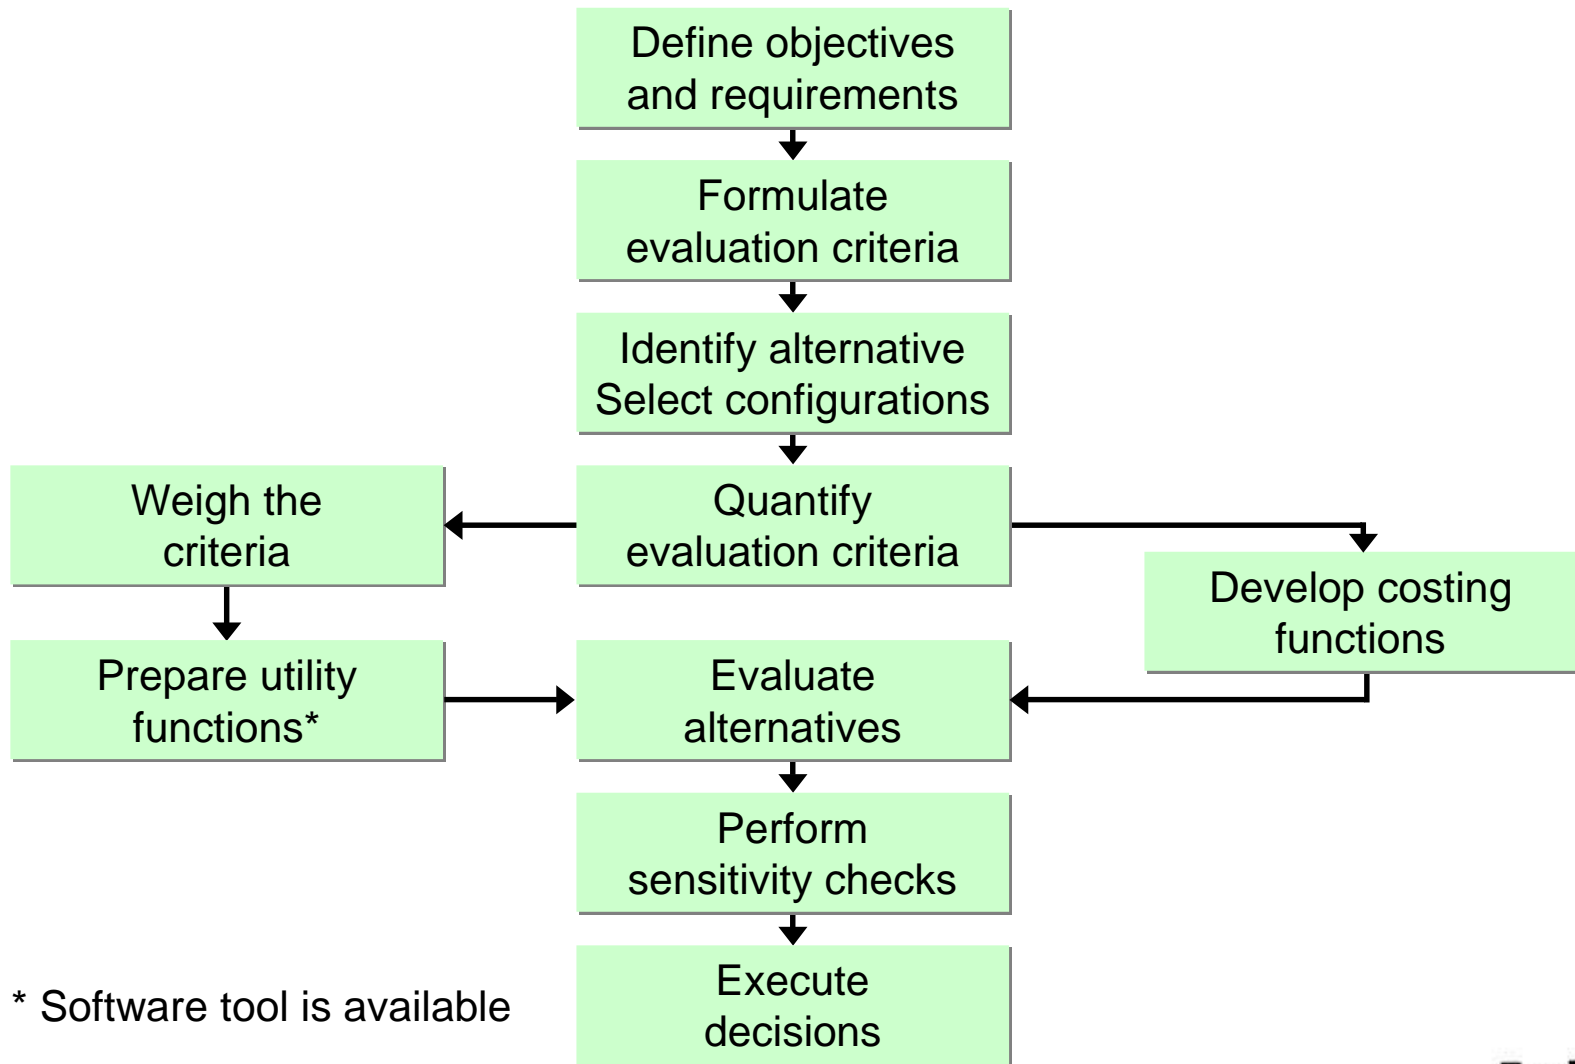 Define objectives
and requirements
Formulate
evaluation criteria
Identify alternative
Select configurations
Weigh the
criteria
Quantify
evaluation criteria
Develop costing
functions
Prepare utility
functions*
Evaluate
alternatives
Perform
sensitivity checks
Execute
decisions
* Software tool is available